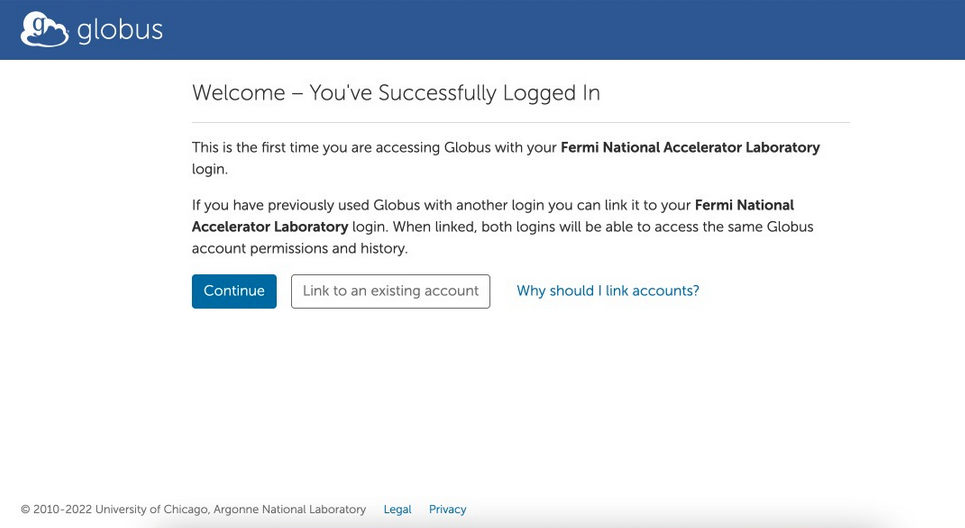 globus
Welcome – You've Successfully Logged In
This is the first time you are accessing Globus with your Fermi National Accelerator Laboratory
login.
If you have previously used Globus with another login you can link it to your Fermi National
Accelerator Laboratory login. When linked, both logins will be able to access the same Globus
account permissions and history.
Continue Link to an existing account Why should I link accounts?
© 2010-2022 University of Chicago, Argonne National Laboratory Legal Privacy